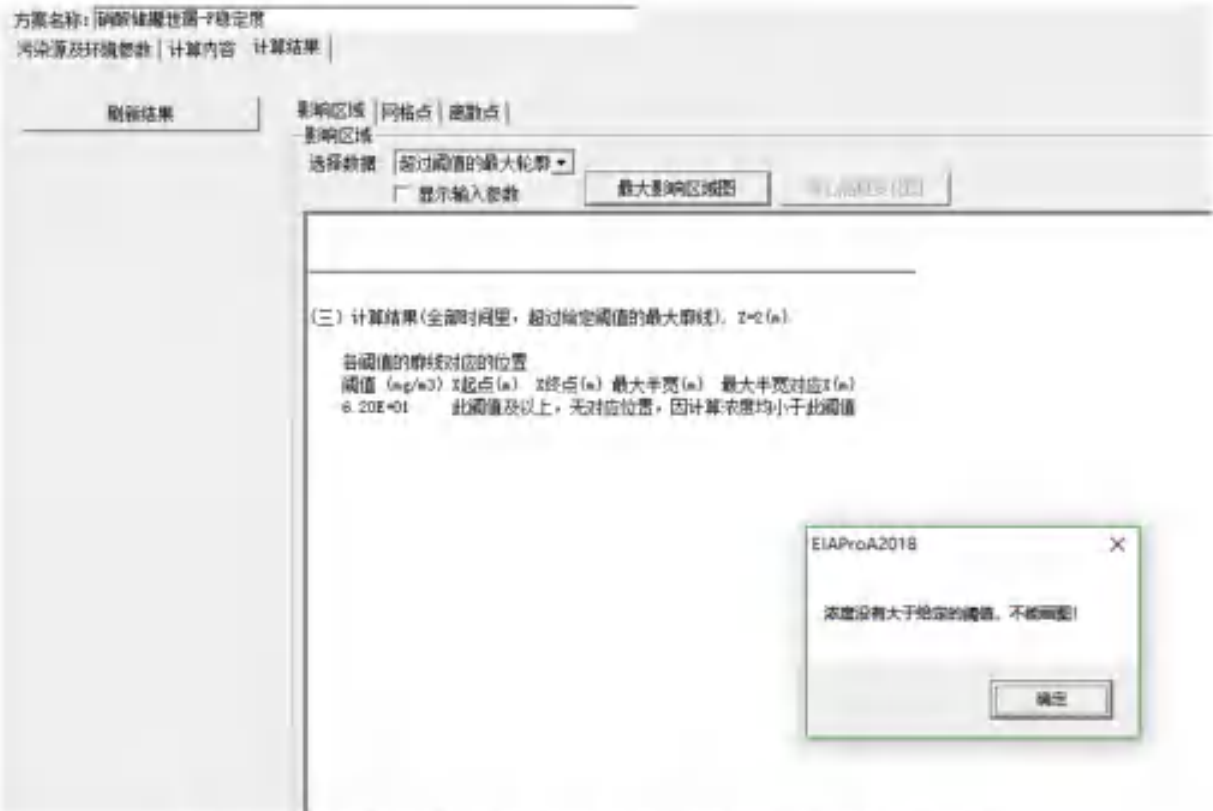 方案名称: 硝酸储罐泄漏-F稳定度
污染源及环境参数 计算内容 计算结果
刷新结果
影响区域 网格点 离散点
影响区域
选择数据 超过阈值的最大轮廓
显示输入参数 最大影响区域图
(三) 计算结果(全部时间里，超过给定阈值的最大廓线)，Z=2(m)
各阈值的廓线对应的位置
阈值 (mg/m3) X起点(m) X终点(m) 最大半宽(m) 最大半宽对应X(m)
6.20E+01 此阈值及以上，无对应位置，因计算浓度均小于此阈值
EIAProA2018
浓度没有大于给定的阈值，不能画图!
确定